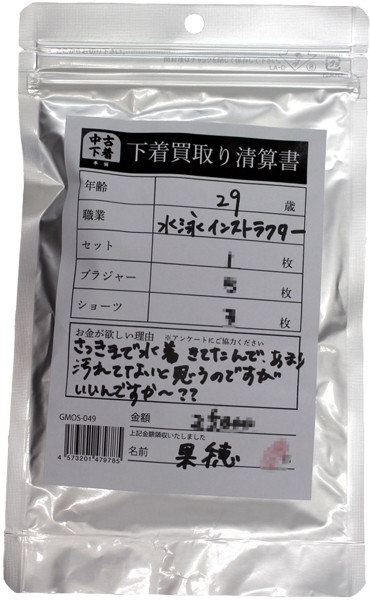 中古
下着
本舗
下着買取り清算書
年齢 29 歳
職業 水泳インストラクター
セット 1 枚
ブラジャー 枚
ショーツ 枚
お金が欲しい理由 ※アンケートにご協力ください
さっきまで水着きてたんで、あまり
汚れてないと思うのですが
いいんですか〜??
GMOS-049
金額
上記金額領収いたしました
名前 果穂
4 573201 479785